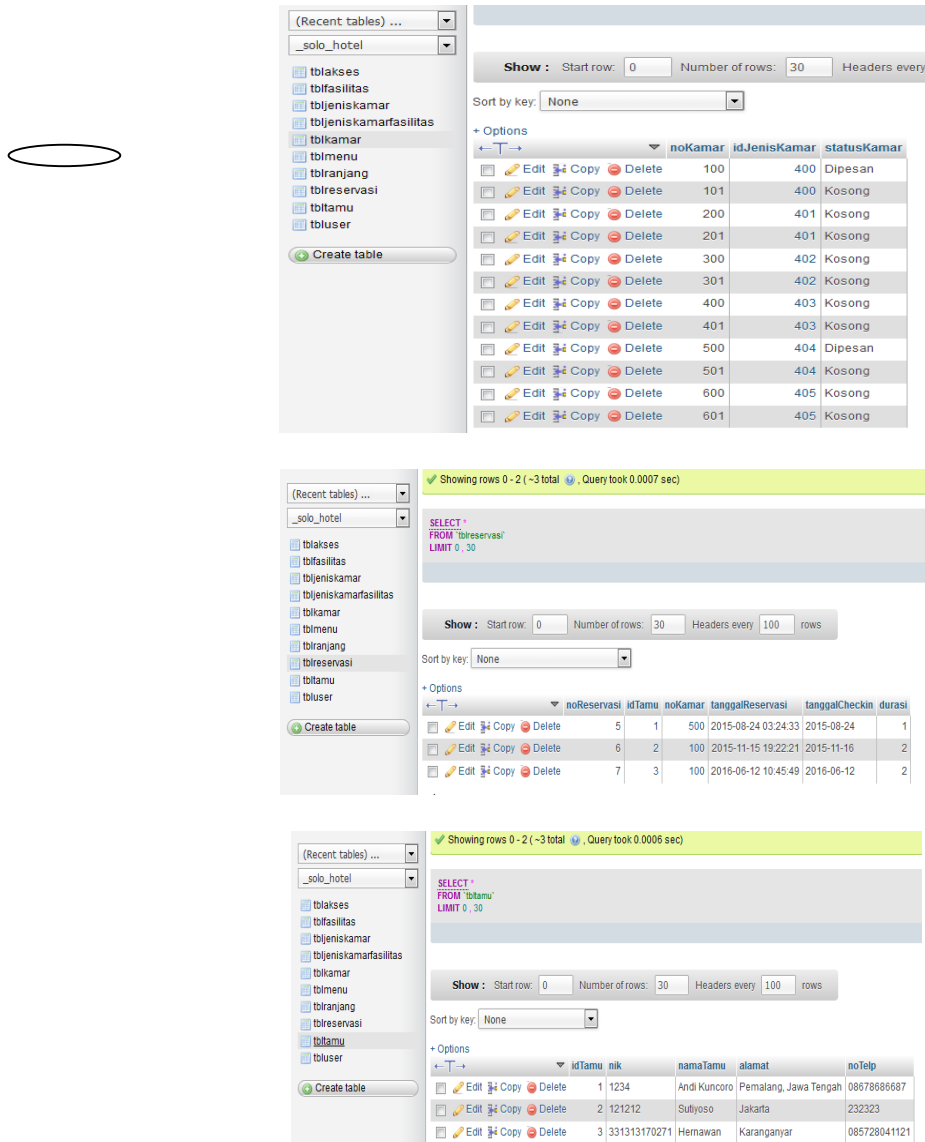 (Recent tables) ...
_solo_hotel
tblakses
tblfasilitas
tbljeniskamar
tbljeniskamarfasilitas
tblkamar
tblmenu
tblranjang
tblreservasi
tbltamu
tbluser
Create table
Show : Start row: 0 Number of rows: 30 Headers every
Sort by key: None
+ Options
←T→ noKamar idJenisKamar statusKamar
Edit Copy Delete 100 400 Dipesan
Edit Copy Delete 101 400 Kosong
Edit Copy Delete 200 401 Kosong
Edit Copy Delete 201 401 Kosong
Edit Copy Delete 300 402 Kosong
Edit Copy Delete 301 402 Kosong
Edit Copy Delete 400 403 Kosong
Edit Copy Delete 401 403 Kosong
Edit Copy Delete 500 404 Dipesan
Edit Copy Delete 501 404 Kosong
Edit Copy Delete 600 405 Kosong
Edit Copy Delete 601 405 Kosong
(Recent tables) ...
_solo_hotel
tblakses
tblfasilitas
tbljeniskamar
tbljeniskamarfasilitas
tblkamar
tblmenu
tblranjang
tblreservasi
tbltamu
tbluser
Create table
Showing rows 0 - 2 ( ~3 total , Query took 0.0007 sec)
SELECT *
FROM `tblreservasi`
LIMIT 0 , 30
Show : Start row: 0 Number of rows: 30 Headers every 100 rows
Sort by key: None
+ Options
←T→ noReservasi idTamu noKamar tanggalReservasi tanggalCheckin durasi
Edit Copy Delete 5 1 500 2015-08-24 03:24:33 2015-08-24 1
Edit Copy Delete 6 2 100 2015-11-15 19:22:21 2015-11-16 2
Edit Copy Delete 7 3 100 2016-06-12 10:45:49 2016-06-12 2
(Recent tables) ...
_solo_hotel
tblakses
tblfasilitas
tbljeniskamar
tbljeniskamarfasilitas
tblkamar
tblmenu
tblranjang
tblreservasi
tbltamu
tbluser
Create table
Showing rows 0 - 2 ( ~3 total , Query took 0.0006 sec)
SELECT *
FROM `tbltamu`
LIMIT 0 , 30
Show : Start row: 0 Number of rows: 30 Headers every 100 rows
Sort by key: None
+ Options
←T→ idTamu nik namaTamu alamat noTelp
Edit Copy Delete 1 1234 Andi Kuncoro Pemalang, Jawa Tengah 08678686687
Edit Copy Delete 2 121212 Sutiyoso Jakarta 232323
Edit Copy Delete 3 331313170271 Hernawan Karanganyar 085728041121